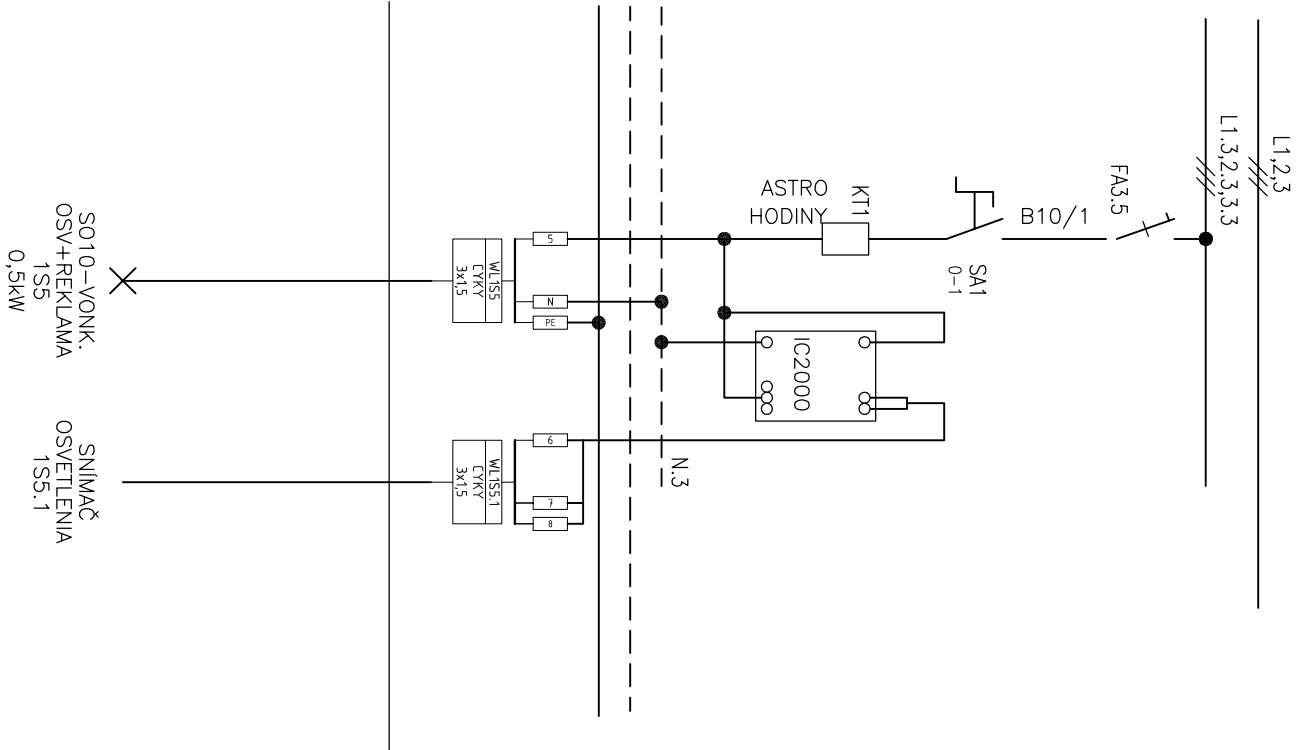 L1,2,3
L1.3,2.3,3.3
FA3.5
B10/1
SA1
0-1
KT1
ASTRO
HODINY
IC2000
N.3
5
N
PE
WL1S5
CYKY
3x1,5
6
7
8
WL1S5.1
CYKY
3x1,5
SO10-VONK.
OSV+REKLAMA
1S5
0,5kW
SNÍMAČ
OSVETLENIA
1S5.1